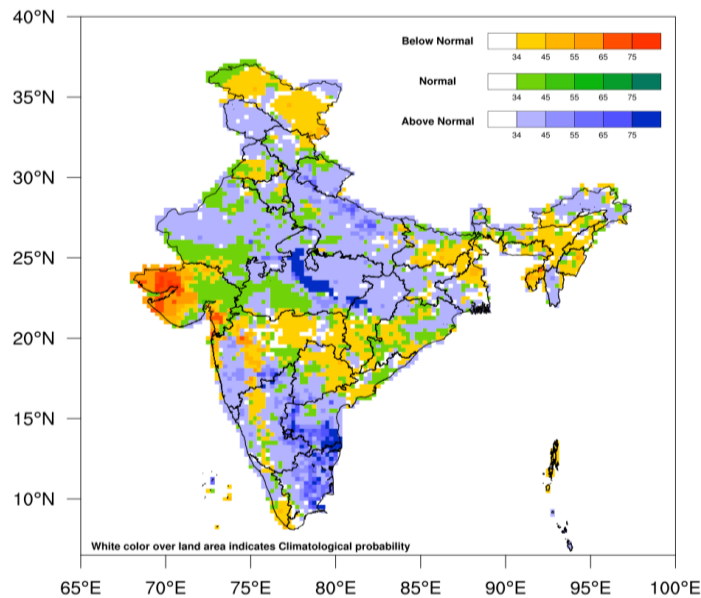 40°N
Below Normal
34 45 55 65 75
Normal
34 45 55 65 75
35°N
Above Normal
34 45 55 65 75
30°N
25°N
20°N
15°N
10°N
White color over land area indicates Climatological probability
65°E 70°E 75°E 80°E 85°E 90°E 95°E 100°E